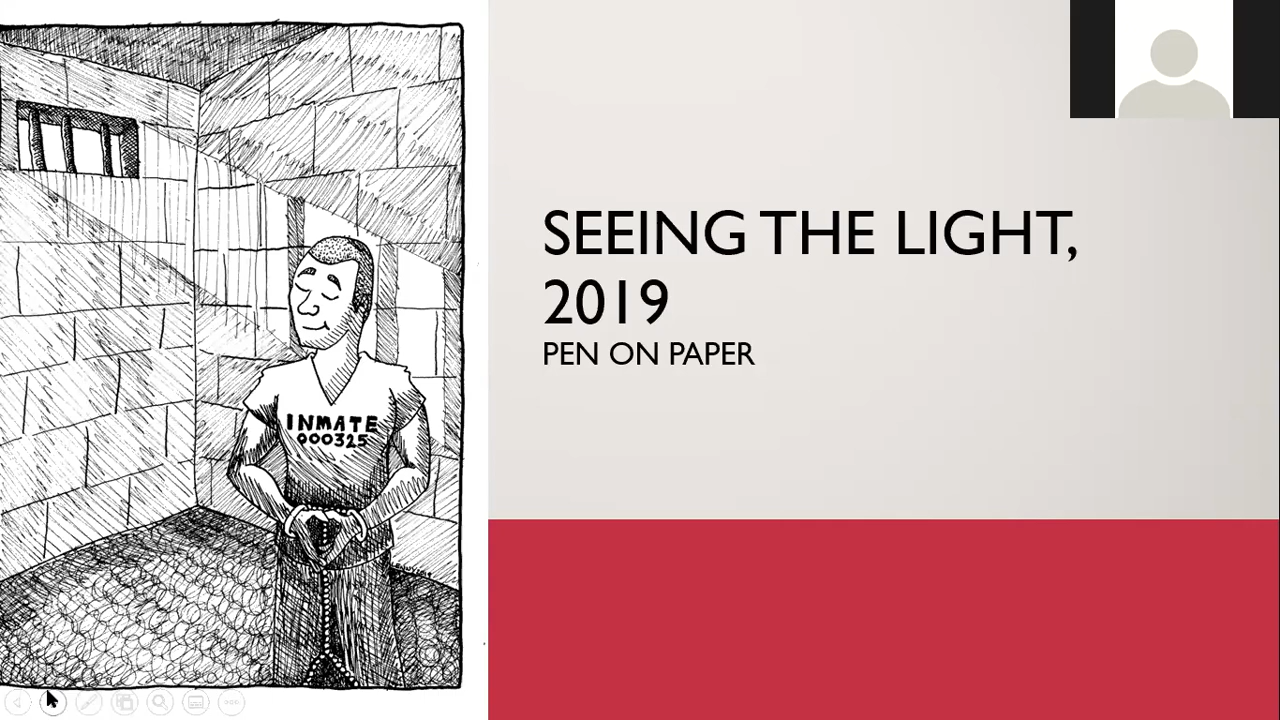 SEEING THE LIGHT,
2019
PEN ON PAPER
INMATE
000325